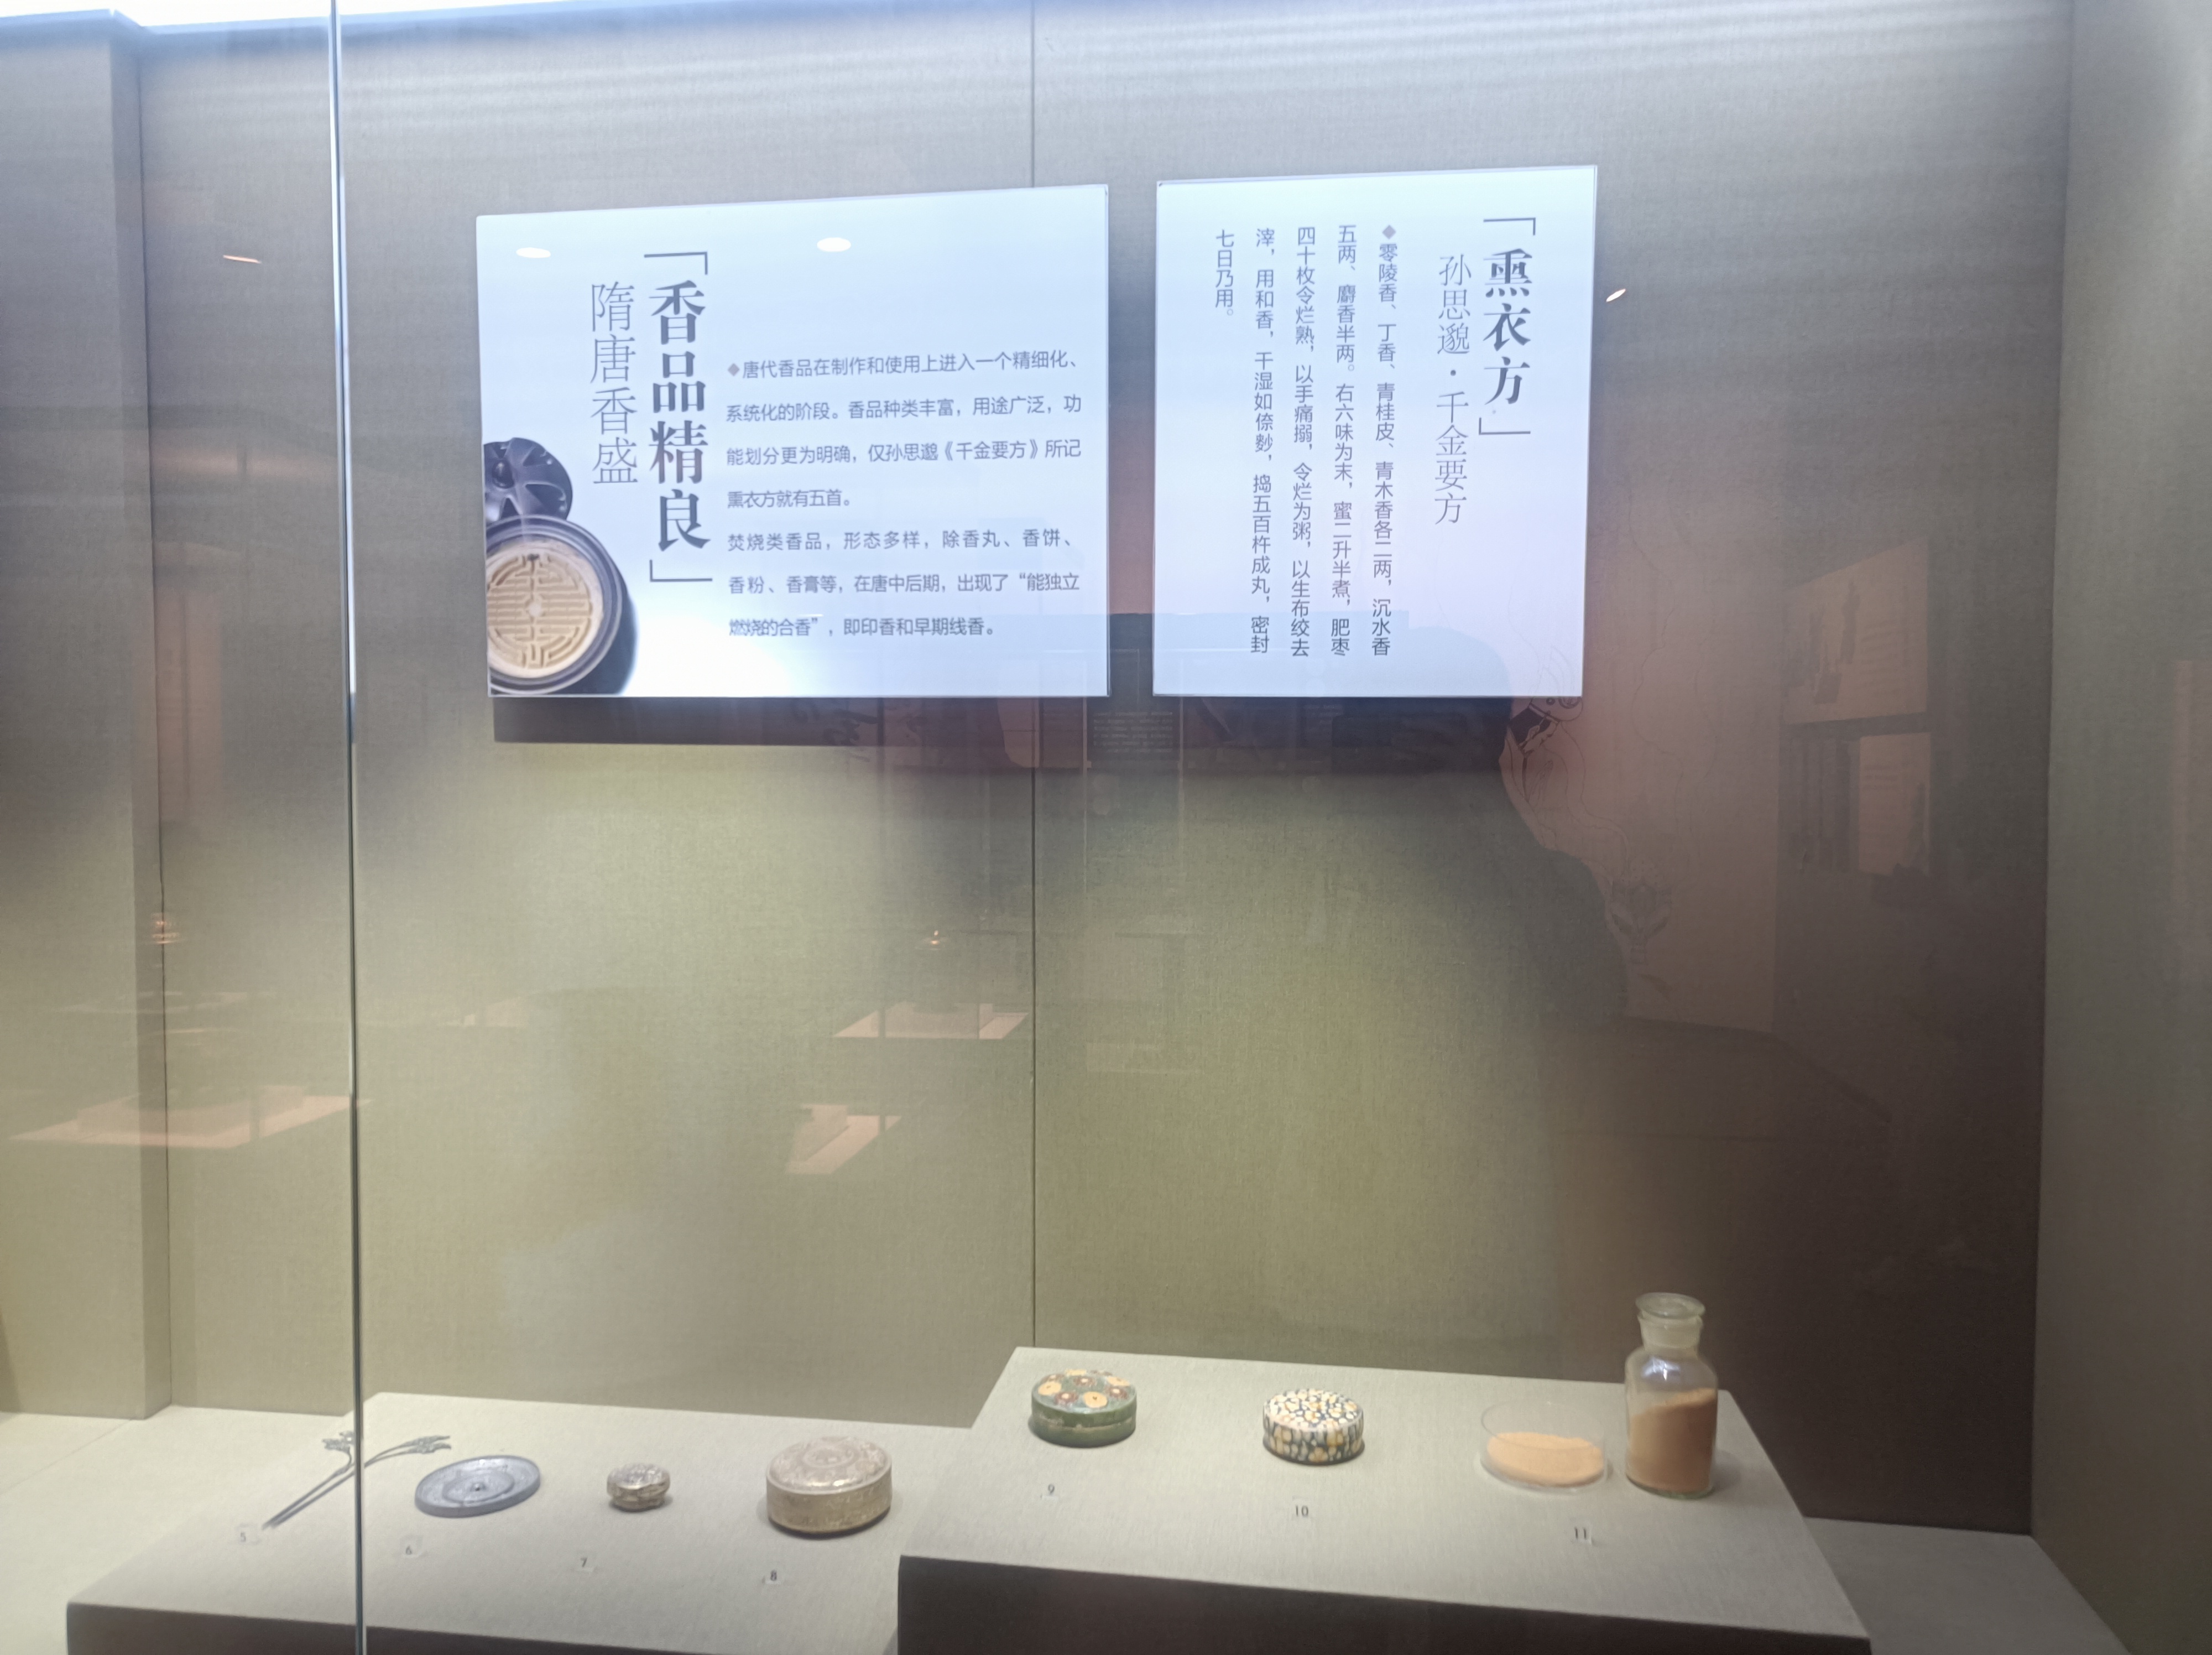 「香品精良」
隋唐香盛
◆唐代香品在制作和使用上进入一个精细化、
系统化的阶段。香品种类丰富，用途广泛，功
能划分更为明确，仅孙思邈《千金要方》所记
熏衣方就有五首。
焚烧类香品，形态多样，除香丸、香饼、
香粉、香膏等，在唐中后期，出现了“能独立
燃烧的合香”，即印香和早期线香。
「熏衣方」
孙思邈·千金要方
◆零陵香、丁香、青桂皮、青木香各二两，沉水香
五两、麝香半两。右六味为末，蜜二升半煮，肥枣
四十枚令烂熟，以手痛搦，令烂为粥，以生布绞去
滓，用和香，干湿如倷麨，捣五百杵成丸，密封
七日乃用。
5
6
7
8
9
10
11